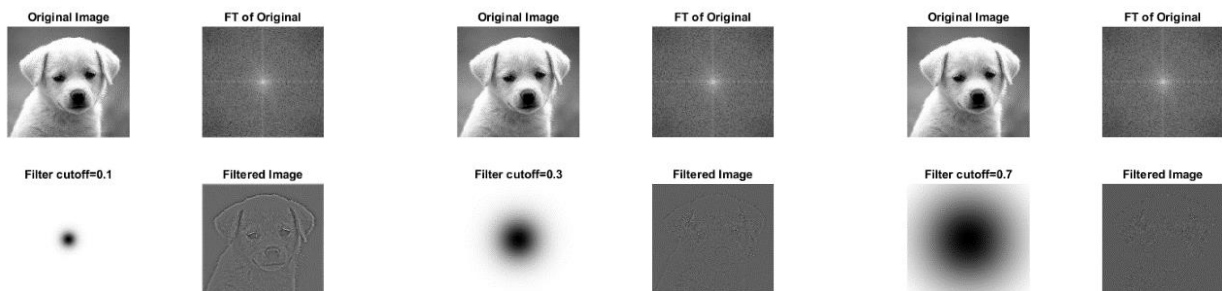 Original Image
FT of Original
Original Image
FT of Original
Original Image
FT of Original
Filter cutoff=0.1
Filtered Image
Filter cutoff=0.3
Filtered Image
Filter cutoff=0.7
Filtered Image